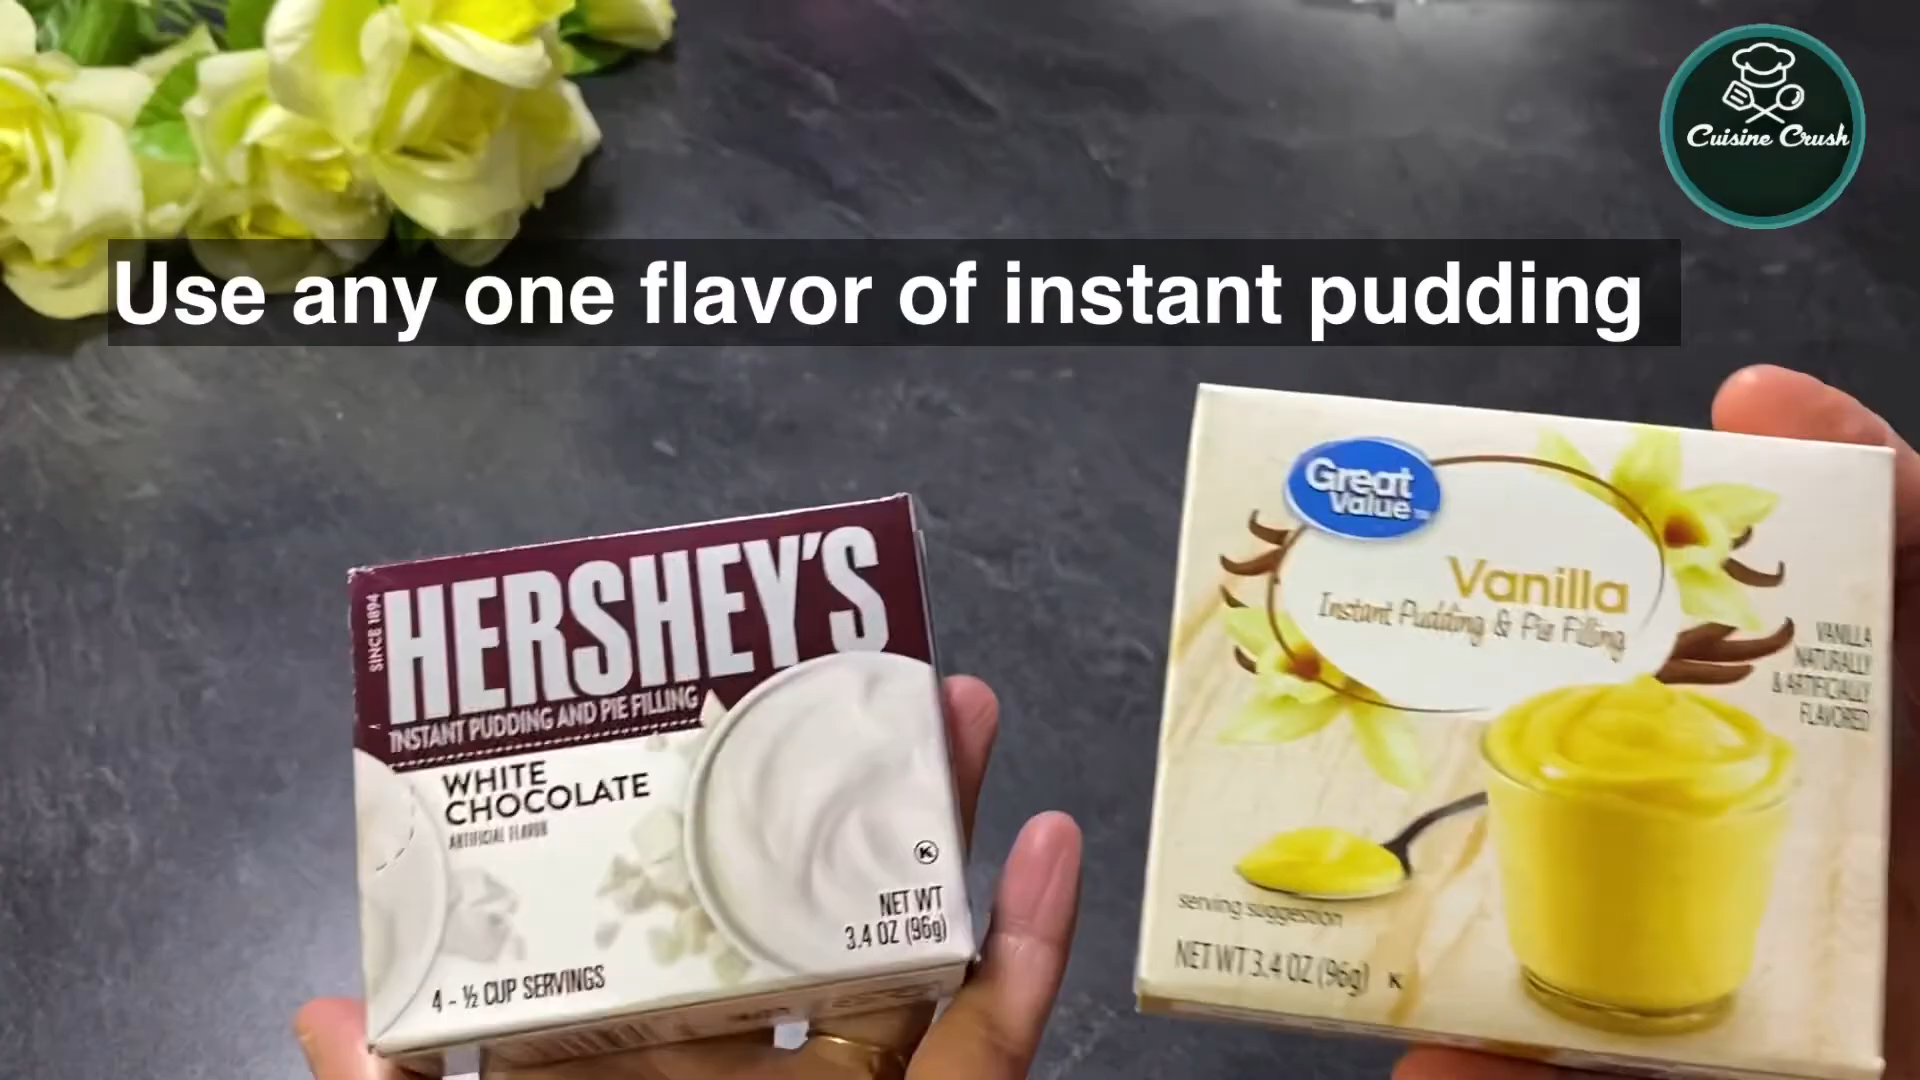 Cuisine Crush
Use any one flavor of instant pudding
SINCE 1894
HERSHEY'S
INSTANT PUDDING AND PIE FILLING
WHITE
CHOCOLATE
ARTIFICIAL FLAVOR
K
NET WT
3.4 OZ (96g)
4 - ½ CUP SERVINGS
Great
Value™
Vanilla
Instant Pudding & Pie Filling
VANILLA
NATURALLY
& ARTIFICIALLY
FLAVORED
serving suggestion
NET WT 3.4 OZ (96g) K